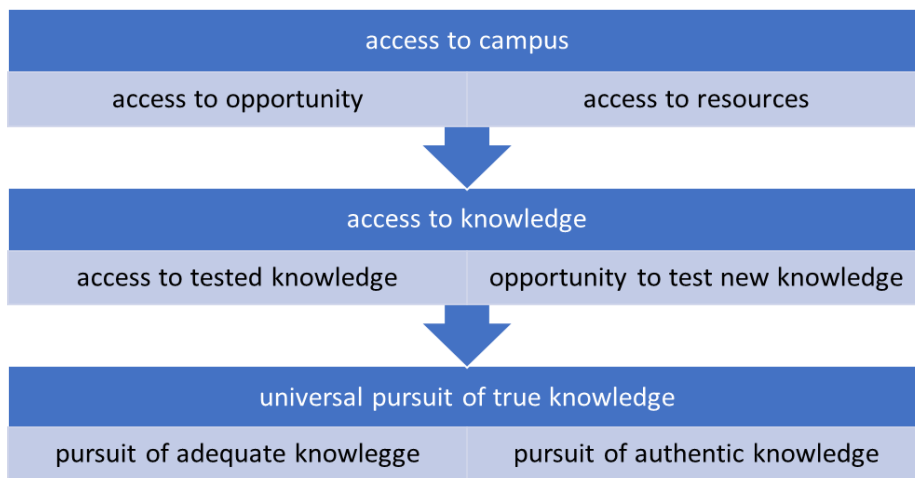 access to campus
access to opportunity
access to resources
access to knowledge
access to tested knowledge
opportunity to test new knowledge
universal pursuit of true knowledge
pursuit of adequate knowlegge
pursuit of authentic knowledge